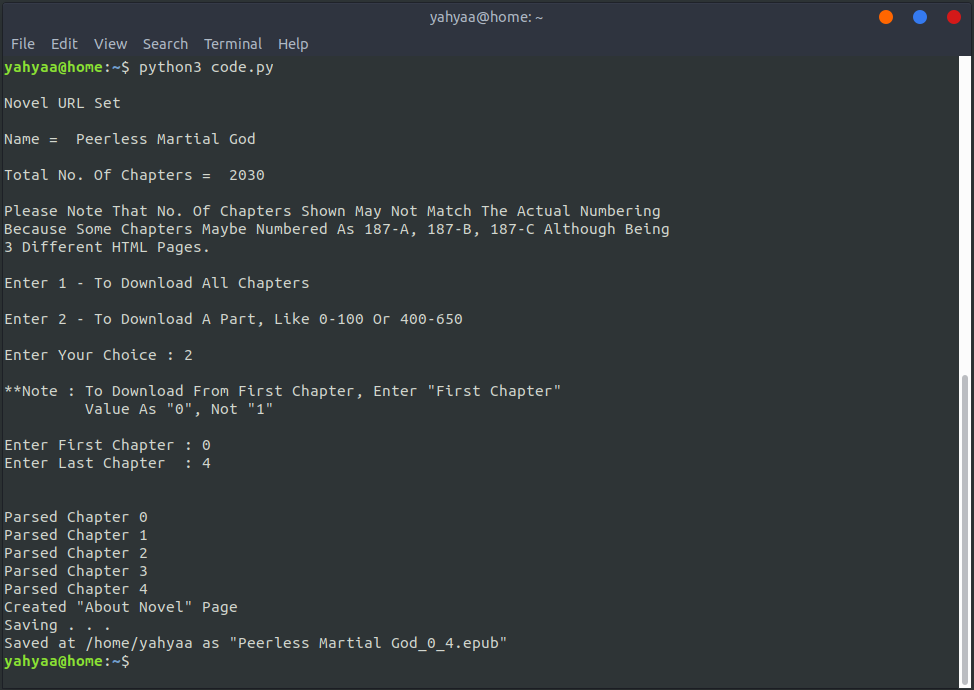 yahyaa@home: ~
File Edit View Search Terminal Help
yahyaa@home:~$ python3 code.py
Novel URL Set
Name =  Peerless Martial God
Total No. Of Chapters =  2030
Please Note That No. Of Chapters Shown May Not Match The Actual Numbering
Because Some Chapters Maybe Numbered As 187-A, 187-B, 187-C Although Being
3 Different HTML Pages.
Enter 1 - To Download All Chapters
Enter 2 - To Download A Part, Like 0-100 Or 400-650
Enter Your Choice : 2
**Note : To Download From First Chapter, Enter "First Chapter"
         Value As "0", Not "1"
Enter First Chapter : 0
Enter Last Chapter  : 4
Parsed Chapter 0
Parsed Chapter 1
Parsed Chapter 2
Parsed Chapter 3
Parsed Chapter 4
Created "About Novel" Page
Saving . . .
Saved at /home/yahyaa as "Peerless Martial God_0_4.epub"
yahyaa@home:~$